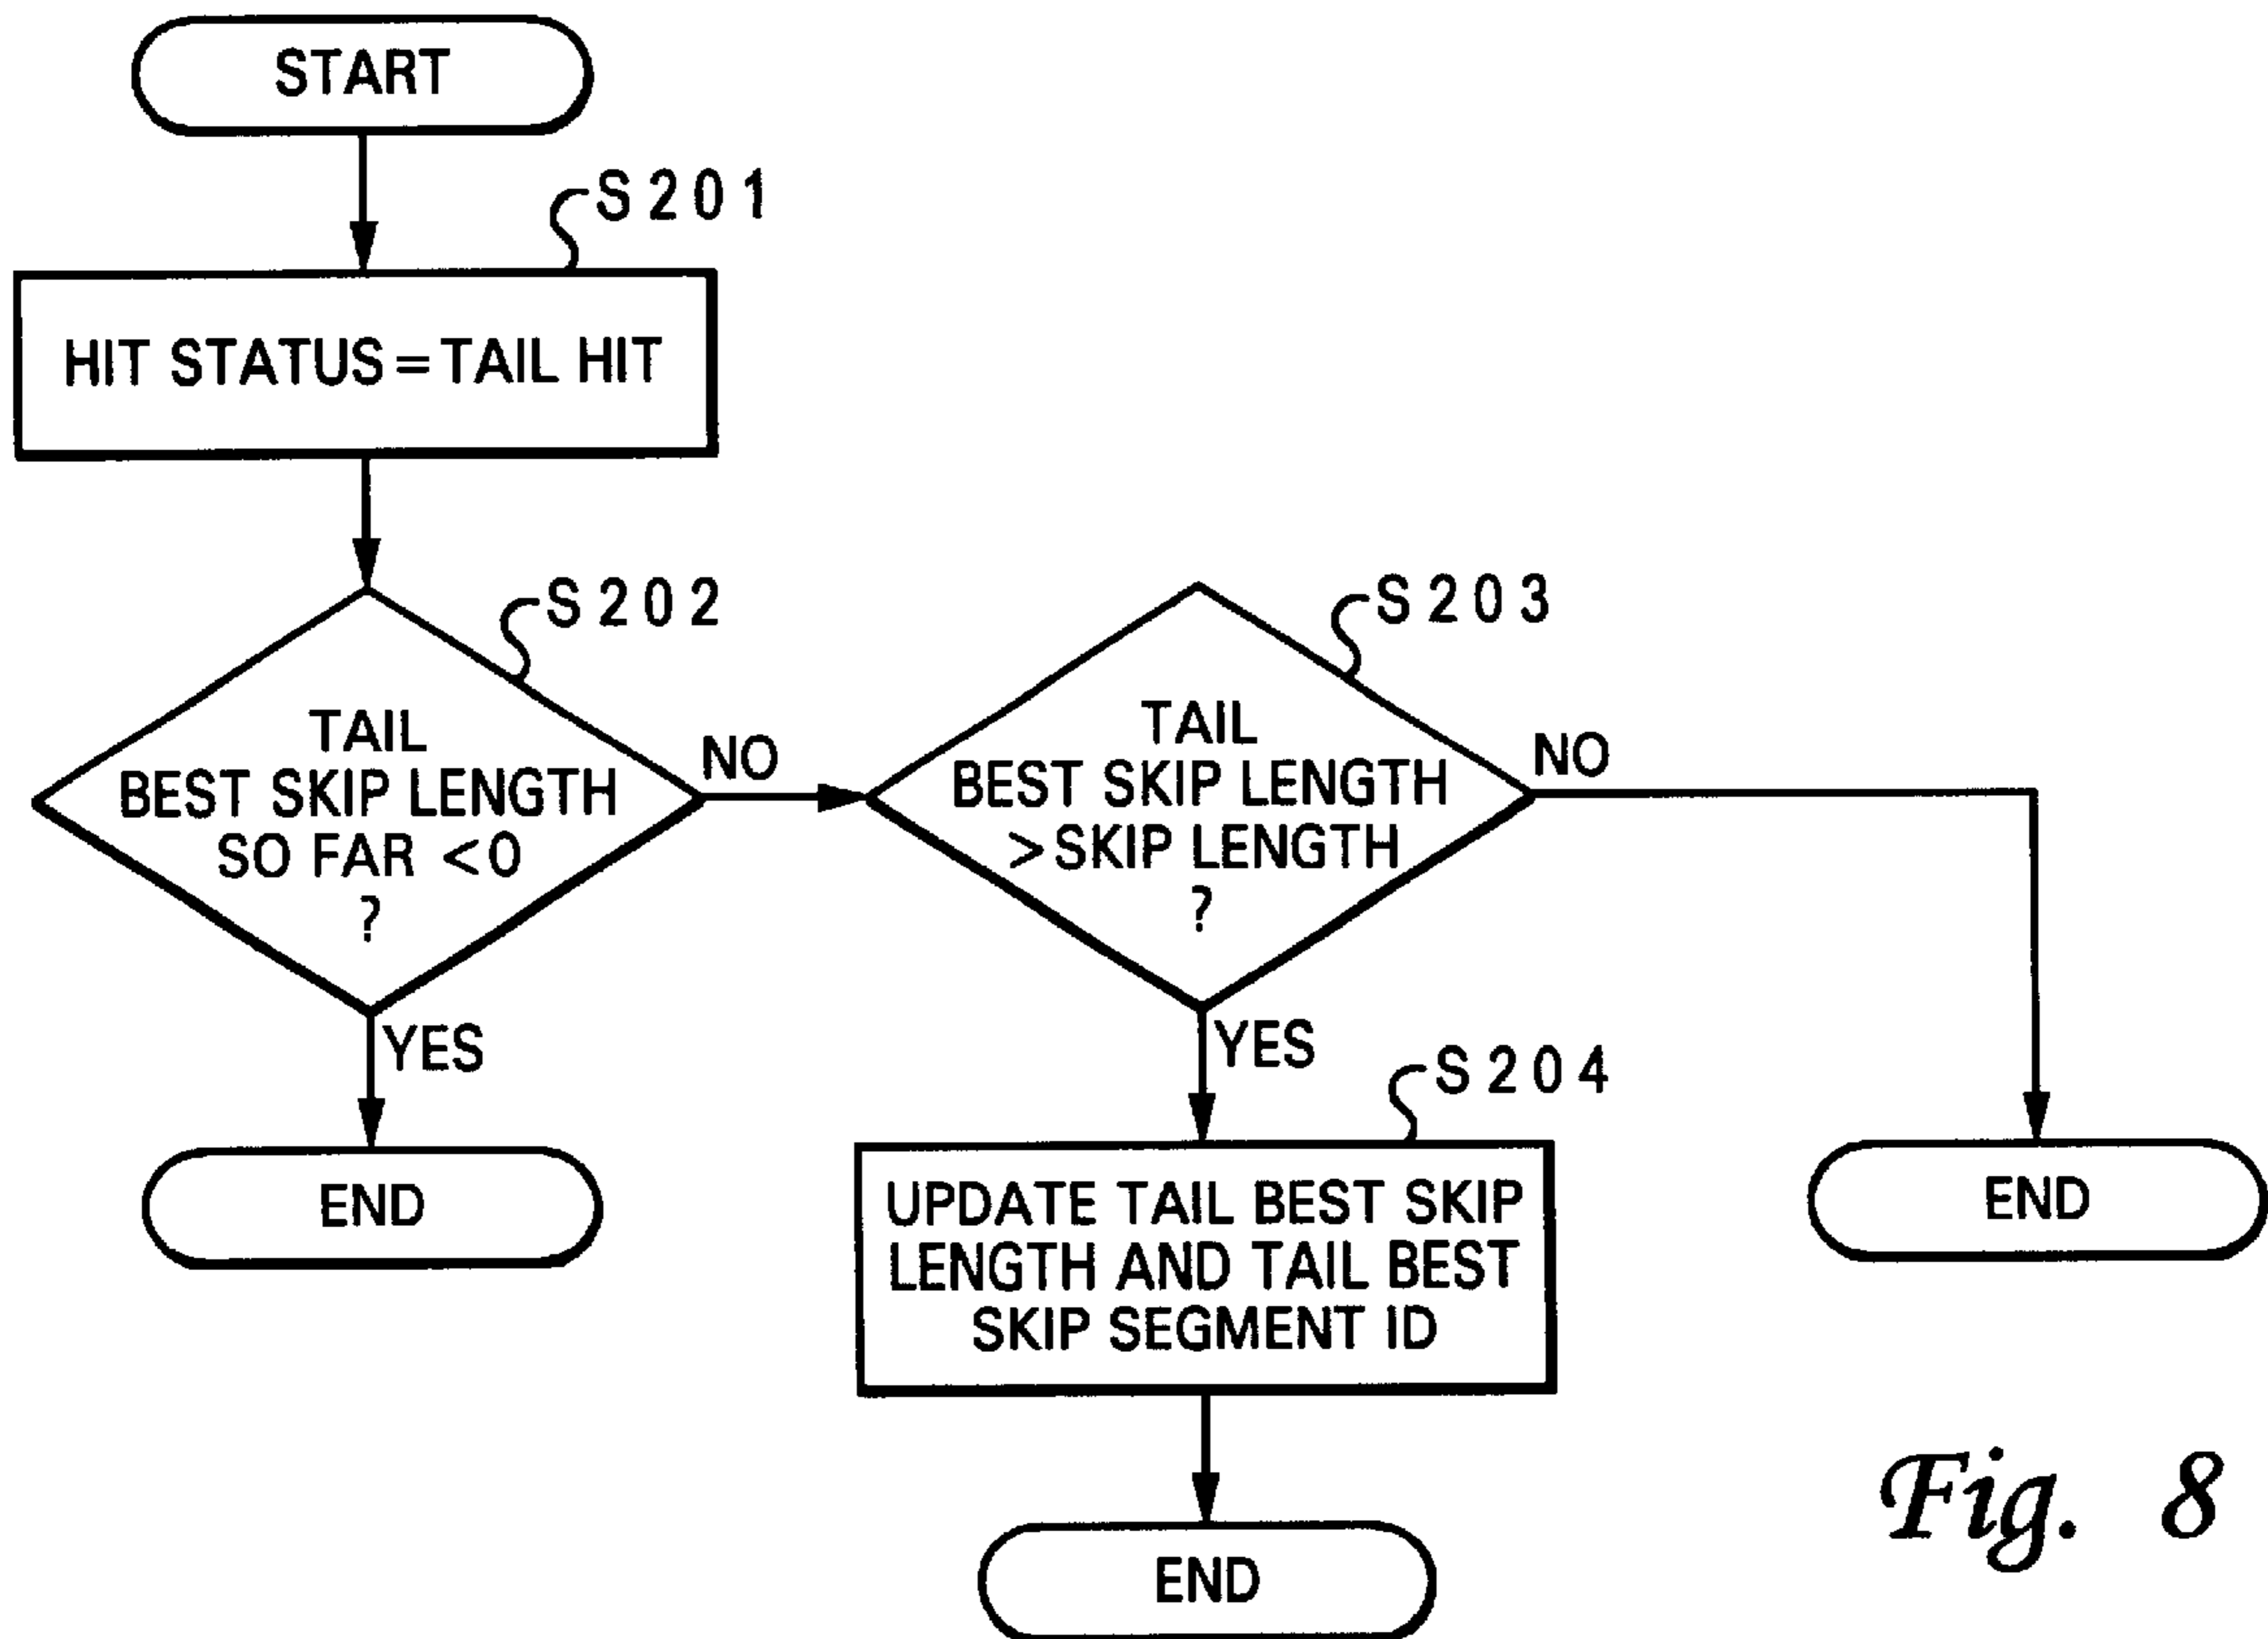 START
S201
HIT STATUS=TAIL HIT
S202
TAIL
BEST SKIP LENGTH
SO FAR <0
?
NO
YES
END
S203
TAIL
BEST SKIP LENGTH
>SKIP LENGTH
?
NO
YES
S204
UPDATE TAIL BEST SKIP
LENGTH AND TAIL BEST
SKIP SEGMENT ID
END
END
Fig. 8